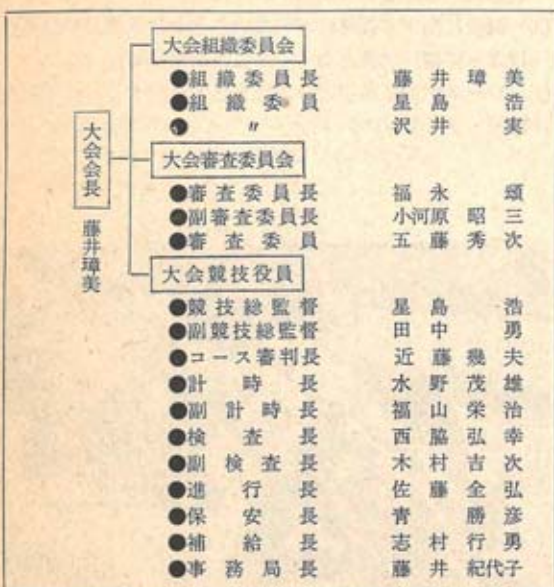 大会会長 藤井璋美
大会組織委員会
●組織委員長 藤井璋美
●組織委員 星島浩
● 〃 沢井実
大会審査委員会
●審査委員長 福永頌
●副審査委員長 小河原昭三
●審査委員 五藤秀次
大会競技役員
●競技総監督 星島浩
●副競技総監督 田中勇
●コース審判長 近藤幾夫
●計時長 水野茂雄
●副計時長 福山栄治
●検査長 西脇弘幸
●副検査長 木村吉次
●進行長 佐藤全弘
●保安長 青勝彦
●補給長 志村行勇
●事務局長 藤井紀代子